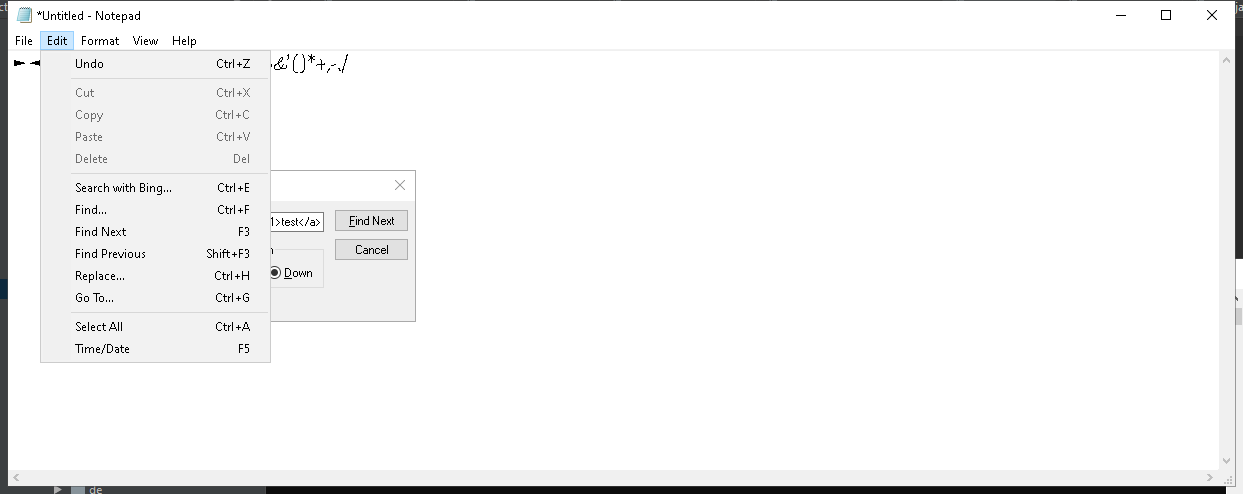 *Untitled - Notepad
File Edit Format View Help
&'()*+,-./
Undo Ctrl+Z
Cut Ctrl+X
Copy Ctrl+C
Paste Ctrl+V
Delete Del
Search with Bing... Ctrl+E
Find... Ctrl+F
Find Next F3
Find Previous Shift+F3
Replace... Ctrl+H
Go To... Ctrl+G
Select All Ctrl+A
Time/Date F5
1>test</a> Find Next
Cancel
Down
de